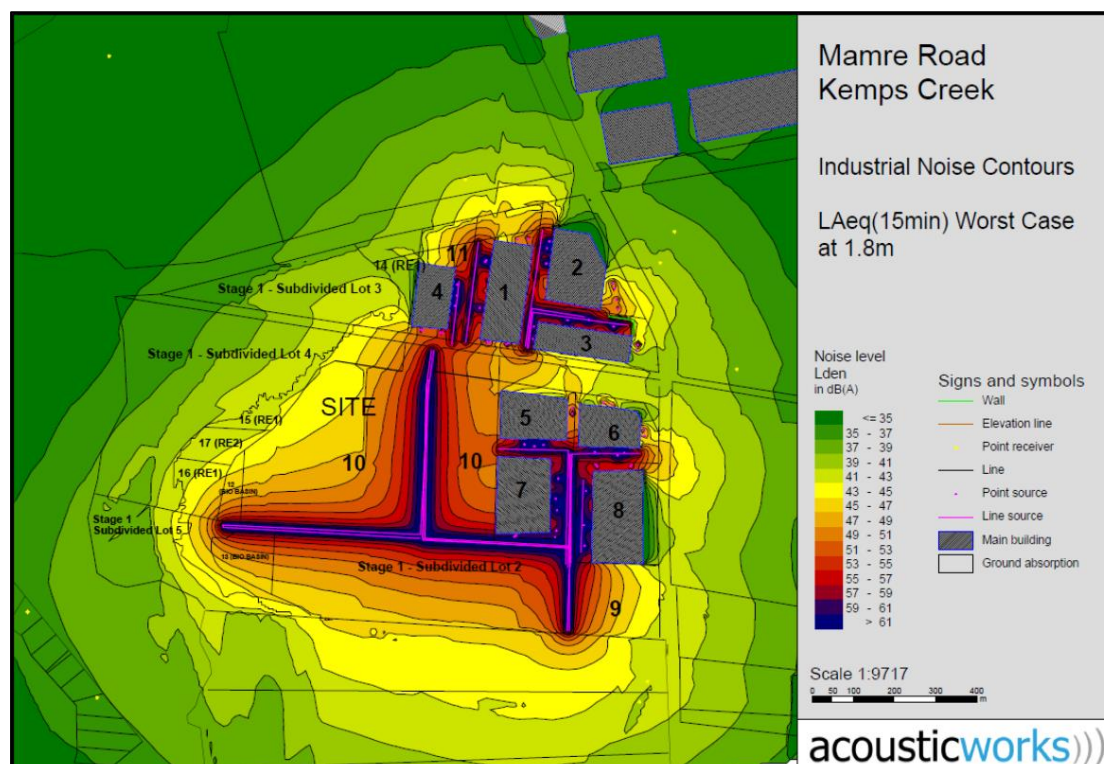 Mamre Road
Kemps Creek
Industrial Noise Contours
LAeq(15min) Worst Case
at 1.8m
Noise level
Lden
in dB(A)
<= 35
35 - 37
37 - 39
39 - 41
41 - 43
43 - 45
45 - 47
47 - 49
49 - 51
51 - 53
53 - 55
55 - 57
57 - 59
59 - 61
> 61
Signs and symbols
Wall
Elevation line
Point receiver
Line
Point source
Line source
Main building
Ground absorption
Scale 1:9717
0 50 100 200 300 400
m
acousticworks)))
11
2
14 (RE1)
Stage 1 - Subdivided Lot 3
4
1
3
Stage 1 - Subdivided Lot 4
SITE
5
6
15 (RE1)
17 (RE2)
10
10
16 (RE1)
12
(BIO BASIN)
7
8
Stage 1
Subdivided Lot 5
13 (BIO BASIN)
Stage 1 - Subdivided Lot 2
9